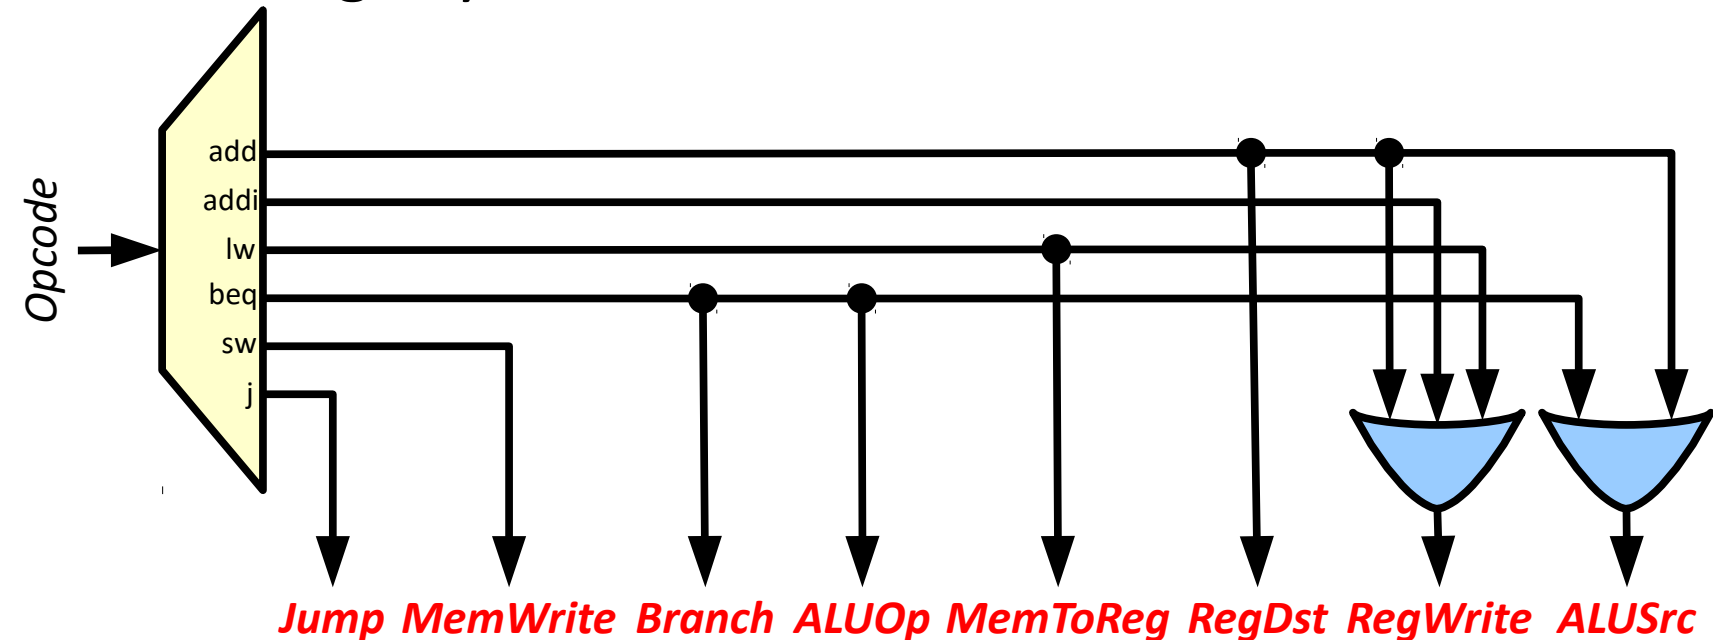 Opcode
add
addi
lw
beq
sw
j
Jump MemWrite Branch ALUOp MemToReg RegDst RegWrite ALUSrc